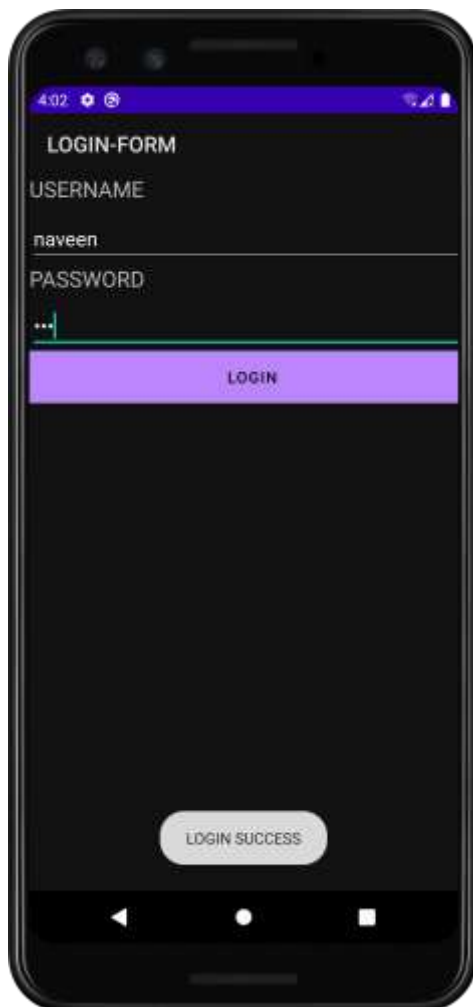 4:02
LOGIN-FORM
USERNAME
naveen
PASSWORD
•••
LOGIN
LOGIN SUCCESS